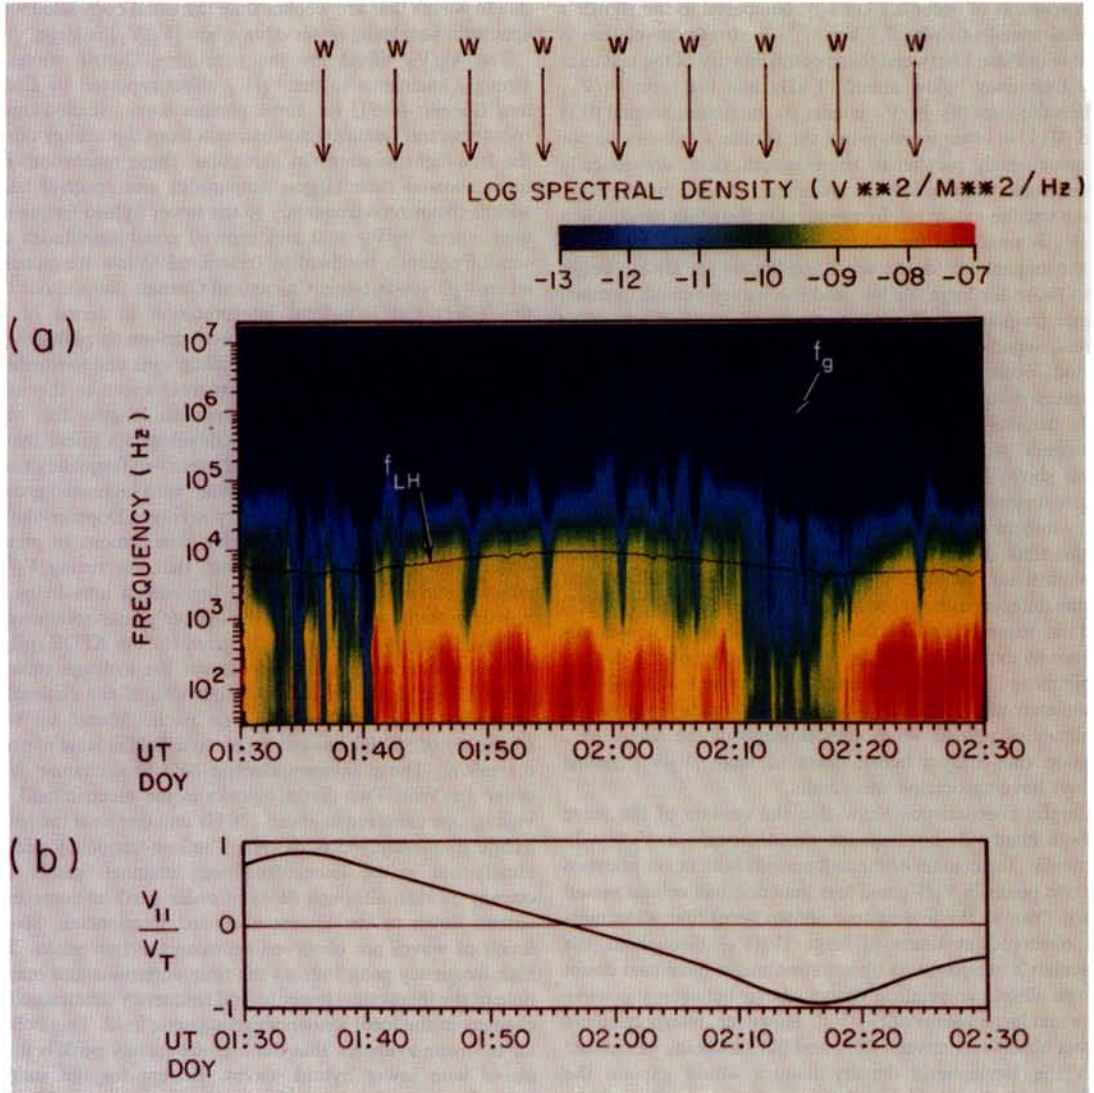 W W W W W W W W W
LOG SPECTRAL DENSITY ( V**2/M**2/Hz )
-13 -12 -11 -10 -09 -08 -07
(a)
FREQUENCY (Hz)
10⁷
10⁶
10⁵
10⁴
10³
10²
f_g
f_LH
UT 01:30 01:40 01:50 02:00 02:10 02:20 02:30
DOY
(b)
V_II / V_T
1
0
-1
UT 01:30 01:40 01:50 02:00 02:10 02:20 02:30
DOY